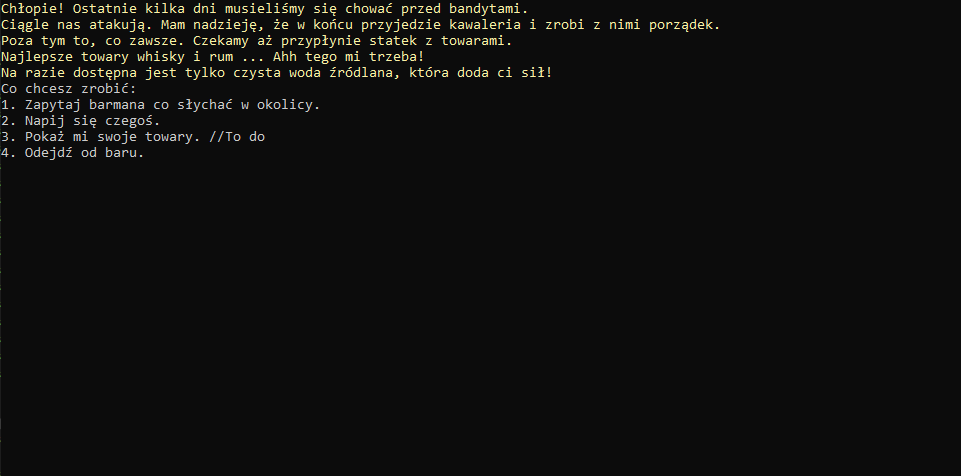 Chłopie! Ostatnie kilka dni musieliśmy się chować przed bandytami.
Ciągle nas atakują. Mam nadzieję, że w końcu przyjedzie kawaleria i zrobi z nimi porządek.
Poza tym to, co zawsze. Czekamy aż przypłynie statek z towarami.
Najlepsze towary whisky i rum ... Ahh tego mi trzeba!
Na razie dostępna jest tylko czysta woda źródlana, która doda ci sił!
Co chcesz zrobić:
1. Zapytaj barmana co słychać w okolicy.
2. Napij się czegoś.
3. Pokaż mi swoje towary. //To do
4. Odejdź od baru.